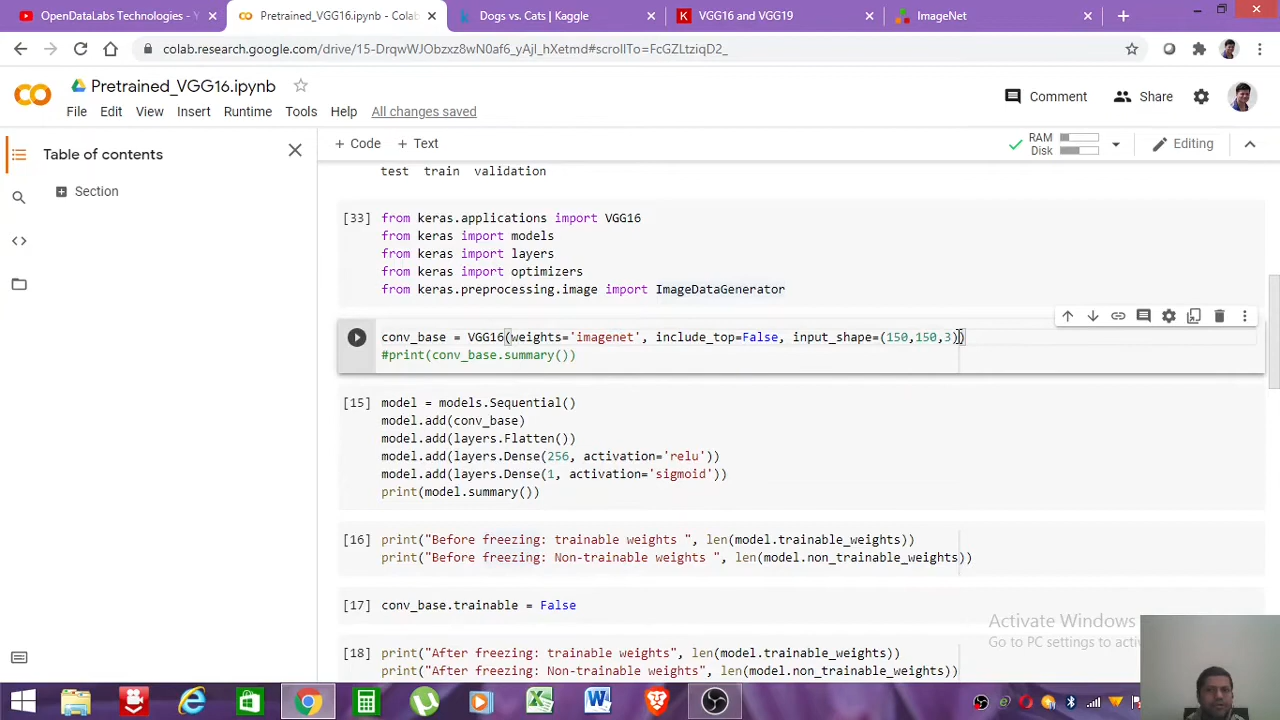 OpenDataLabs Technologies - Y
Pretrained_VGG16.ipynb - Colab
Dogs vs. Cats | Kaggle
VGG16 and VGG19
ImageNet
colab.research.google.com/drive/15-DrqwWJObzxz8wN0af6_yAjI_hXetmd#scrollTo=FcGZLtziqD2_
Pretrained_VGG16.ipynb
Comment
Share
File Edit View Insert Runtime Tools Help All changes saved
Table of contents
+ Code + Text
RAM
Disk
Editing
test train validation
Section
[33] from keras.applications import VGG16
from keras import models
from keras import layers
from keras import optimizers
from keras.preprocessing.image import ImageDataGenerator
conv_base = VGG16(weights='imagenet', include_top=False, input_shape=(150,150,3))
#print(conv_base.summary())
[15] model = models.Sequential()
model.add(conv_base)
model.add(layers.Flatten())
model.add(layers.Dense(256, activation='relu'))
model.add(layers.Dense(1, activation='sigmoid'))
print(model.summary())
[16] print("Before freezing: trainable weights ", len(model.trainable_weights))
print("Before freezing: Non-trainable weights ", len(model.non_trainable_weights))
[17] conv_base.trainable = False
[18] print("After freezing: trainable weights", len(model.trainable_weights))
print("After freezing: Non-trainable weights", len(model.non_trainable_weights))
Activate Windows
Go to PC settings to acti